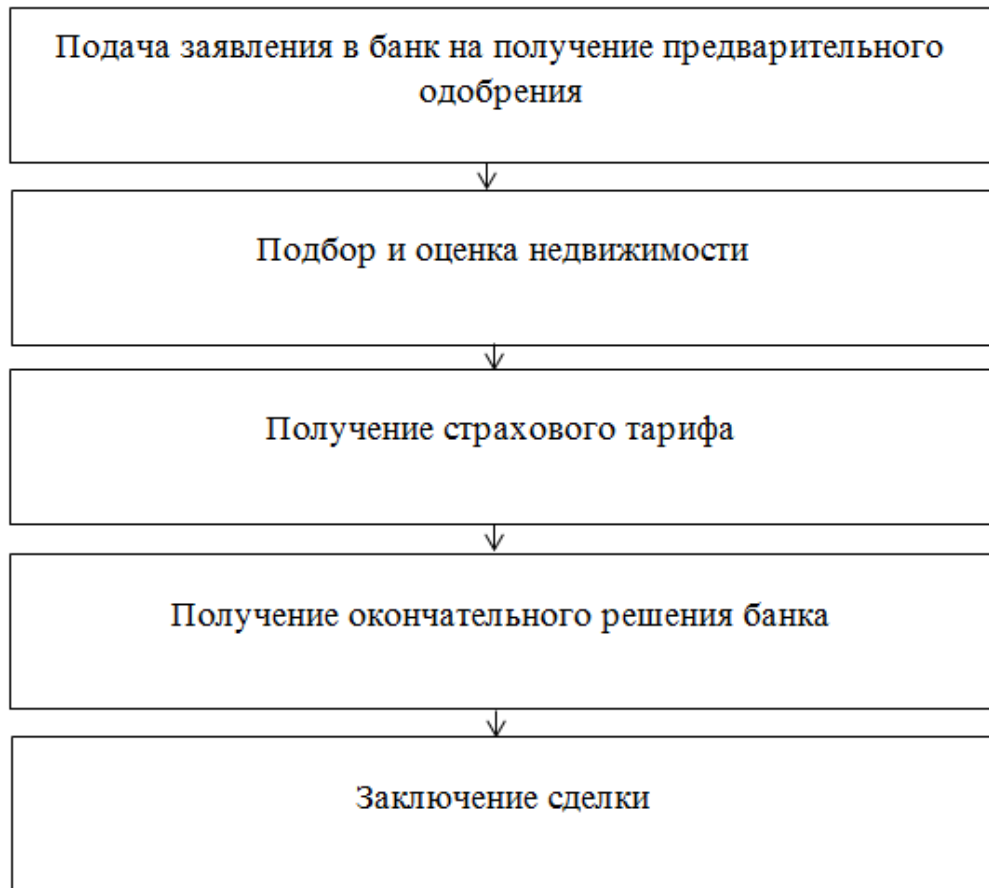 Подача заявления в банк на получение предварительного
одобрения
Подбор и оценка недвижимости
Получение страхового тарифа
Получение окончательного решения банка
Заключение сделки